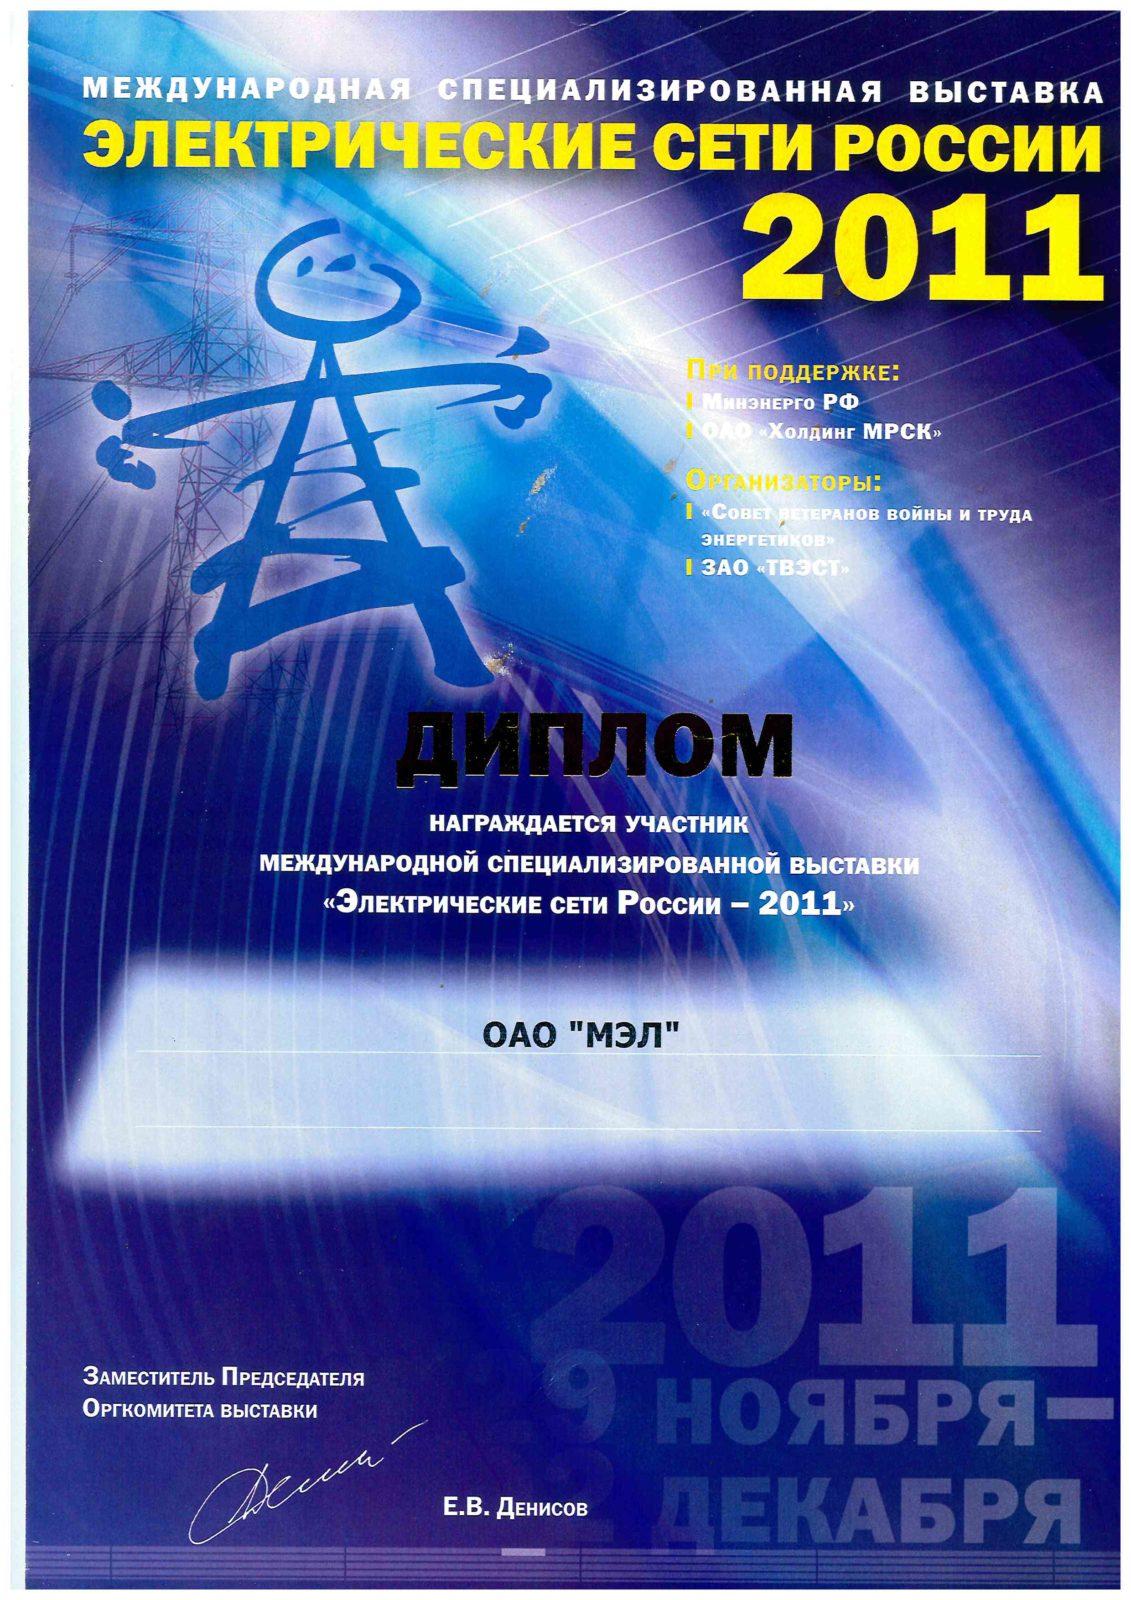 МЕЖДУНАРОДНАЯ СПЕЦИАЛИЗИРОВАННАЯ ВЫСТАВКА
ЭЛЕКТРИЧЕСКИЕ СЕТИ РОССИИ
2011
При поддержке:
Минэнерго РФ
ОАО «Холдинг МРСК»
Организаторы:
«Совет ветеранов войны и труда
энергетиков»
ЗАО «ТВЭСТ»
ДИПЛОМ
НАГРАЖДАЕТСЯ УЧАСТНИК
МЕЖДУНАРОДНОЙ СПЕЦИАЛИЗИРОВАННОЙ ВЫСТАВКИ
«Электрические сети России – 2011»
ОАО "МЭЛ"
2011
29 НОЯБРЯ–
2 ДЕКАБРЯ
Заместитель Председателя
Оргкомитета выставки
Е.В. Денисов